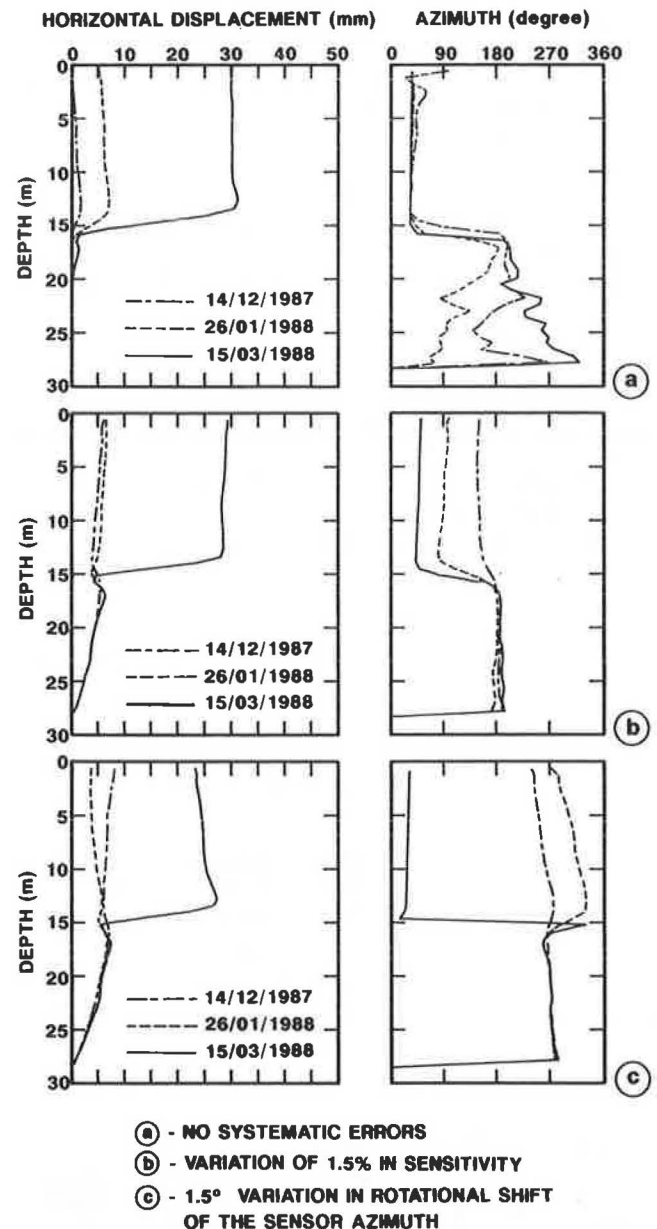 HORIZONTAL DISPLACEMENT (mm) AZIMUTH (degree)
0 10 20 30 40 50 0 90 180 270 360
0
5
10
15
20
25
30
DEPTH (m)
14/12/1987
26/01/1988
15/03/1988
a
0
5
10
15
20
25
30
DEPTH (m)
14/12/1987
26/01/1988
15/03/1988
b
0
5
10
15
20
25
30
DEPTH (m)
14/12/1987
26/01/1988
15/03/1988
c
a - NO SYSTEMATIC ERRORS
b - VARIATION OF 1.5% IN SENSITIVITY
c - 1.5° VARIATION IN ROTATIONAL SHIFT
OF THE SENSOR AZIMUTH